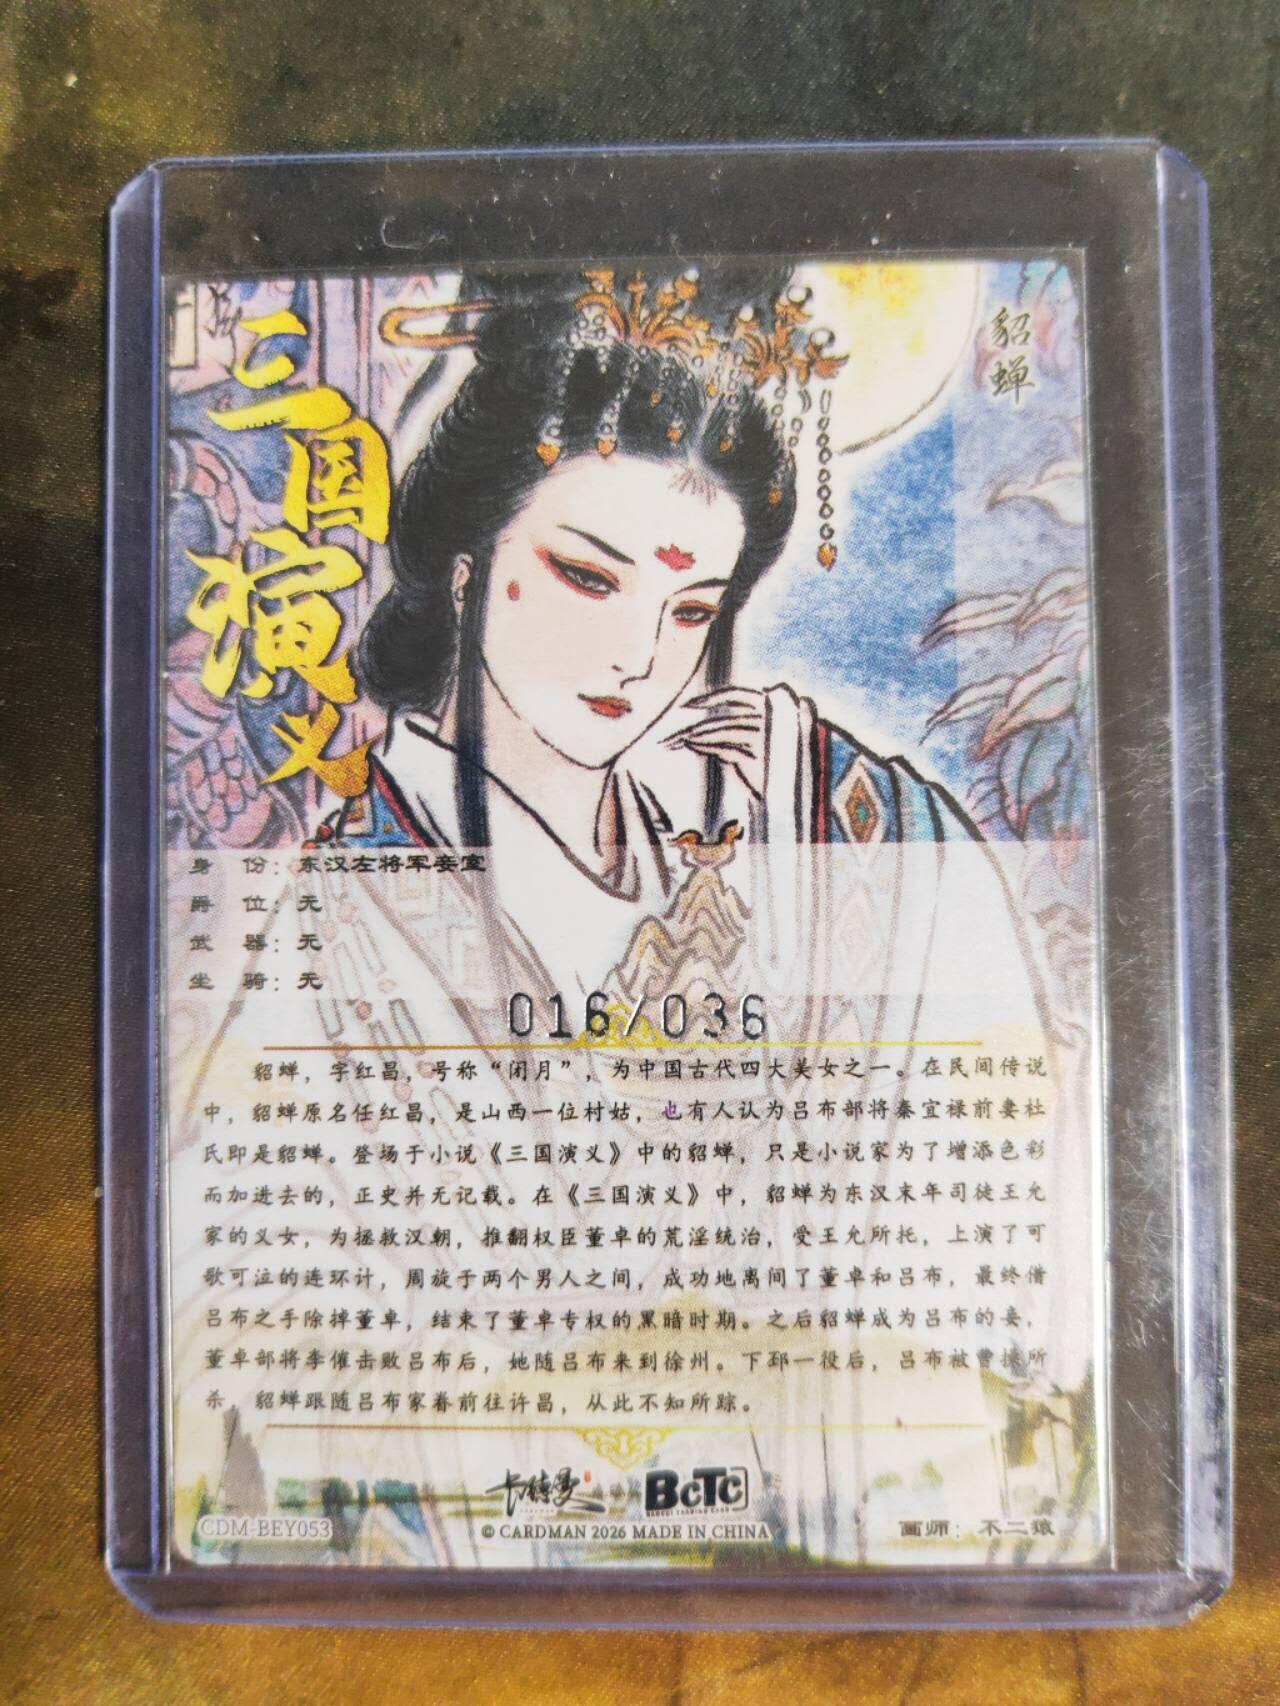 三国演义
貂蝉
身 份：东汉左将军妾室
爵 位：无
武 器：无
坐 骑：无
016/036
貂蝉，字红昌，号称“闭月”，为中国古代四大美女之一。在民间传说
中，貂蝉原名任红昌，是山西一位村姑，也有人认为吕布部将秦宜禄前妻杜
氏即是貂蝉。登场于小说《三国演义》中的貂蝉，只是小说家为了增添色彩
而加进去的，正史并无记载。在《三国演义》中，貂蝉为东汉末年司徒王允
家的义女，为拯救汉朝，推翻权臣董卓的荒淫统治，受王允所托，上演了可
歌可泣的连环计，周旋于两个男人之间，成功地离间了董卓和吕布，最终借
吕布之手除掉董卓，结束了董卓专权的黑暗时期。之后貂蝉成为吕布的妾，
董卓部将李傕击败吕布后，她随吕布来到徐州。下邳一役后，吕布被曹操所
杀，貂蝉跟随吕布家眷前往许昌，从此不知所踪。
卡德曼
BCTC
CDM-BEY053
© CARDMAN 2026 MADE IN CHINA
画师：不二猿